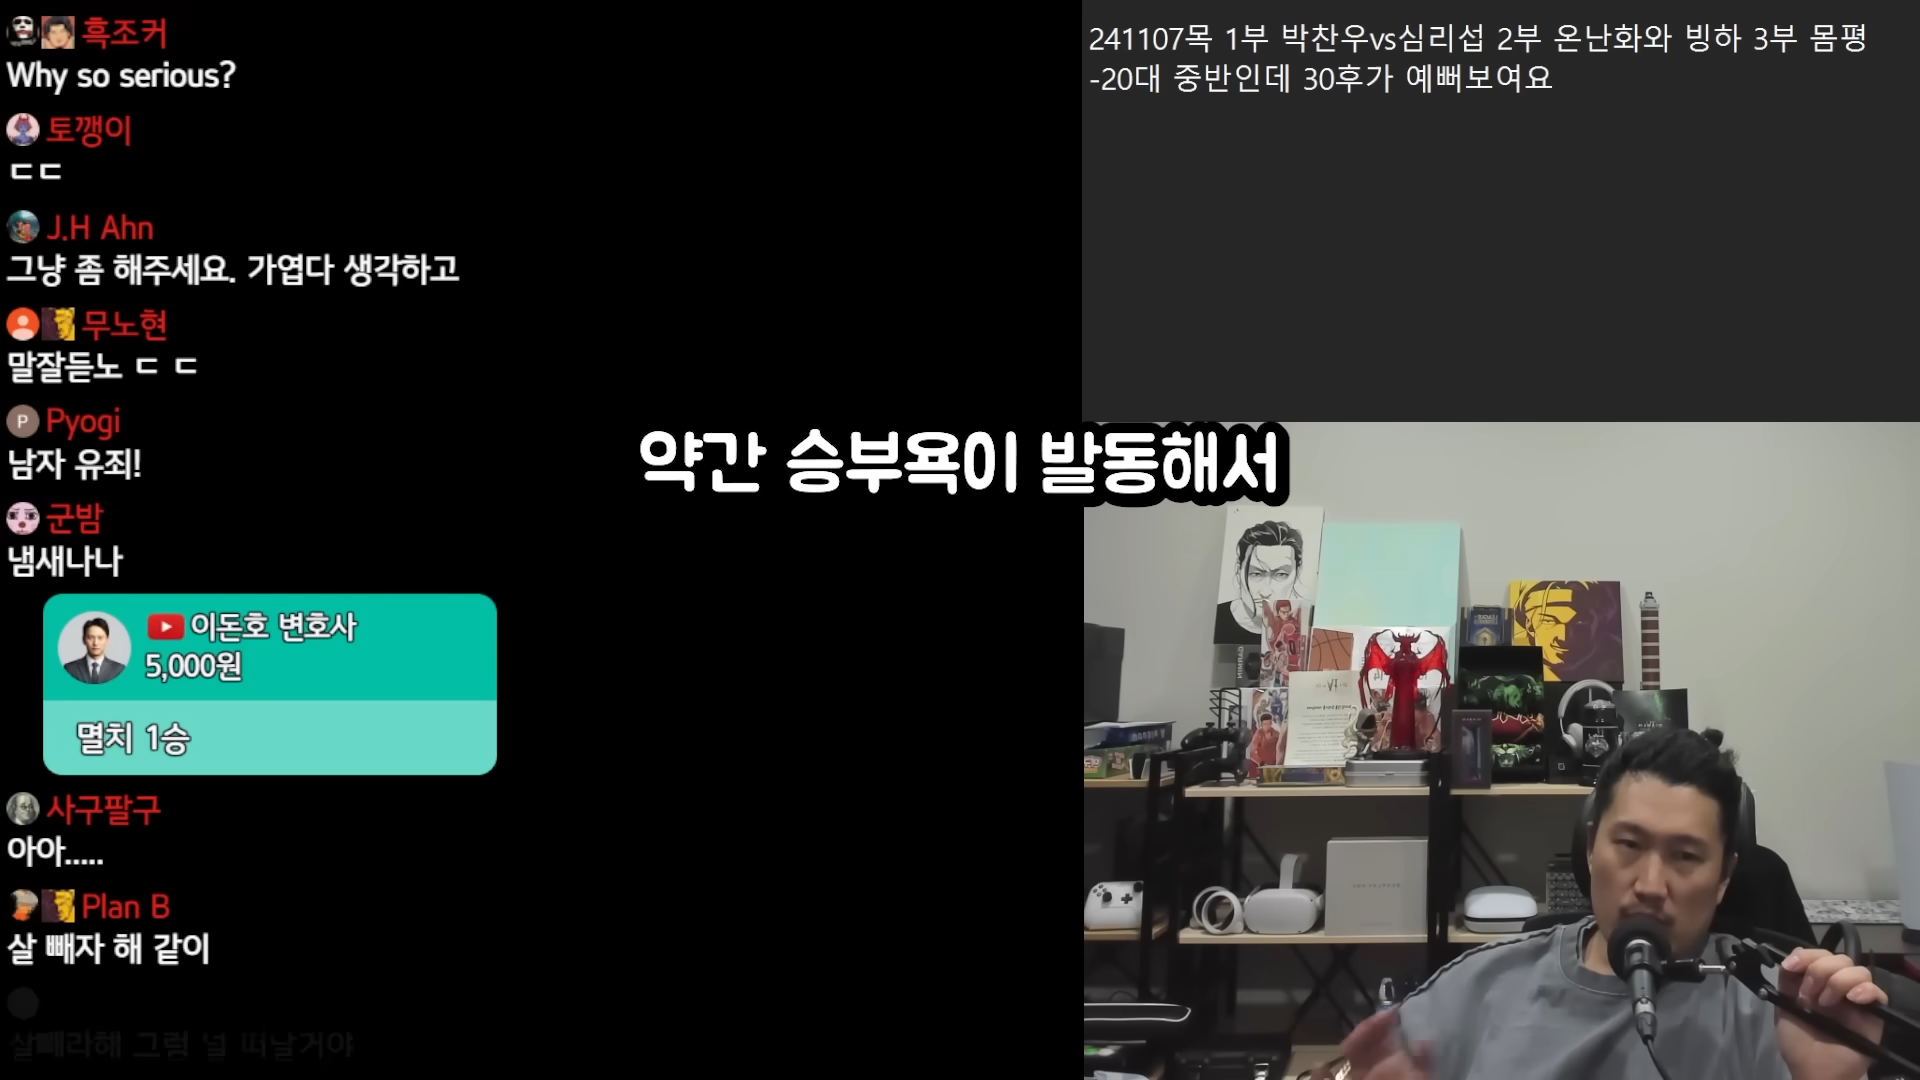 흑조커
Why so serious?
토깽이
ㄷㄷ
J.H Ahn
그냥 좀 해주세요. 가엽다 생각하고
무노현
말잘듣노 ㄷ ㄷ
P Pyogi
남자 유죄!
군밤
냄새나나
이돈호 변호사
5,000원
멸치 1승
사구팔구
아아.....
Plan B
살 빼자 해 같이
살빼라해 그럼 널 떠날거야
241107목 1부 박찬우vs심리섭 2부 온난화와 빙하 3부 몸평
-20대 중반인데 30후가 예뻐보여요
약간 승부욕이 발동해서